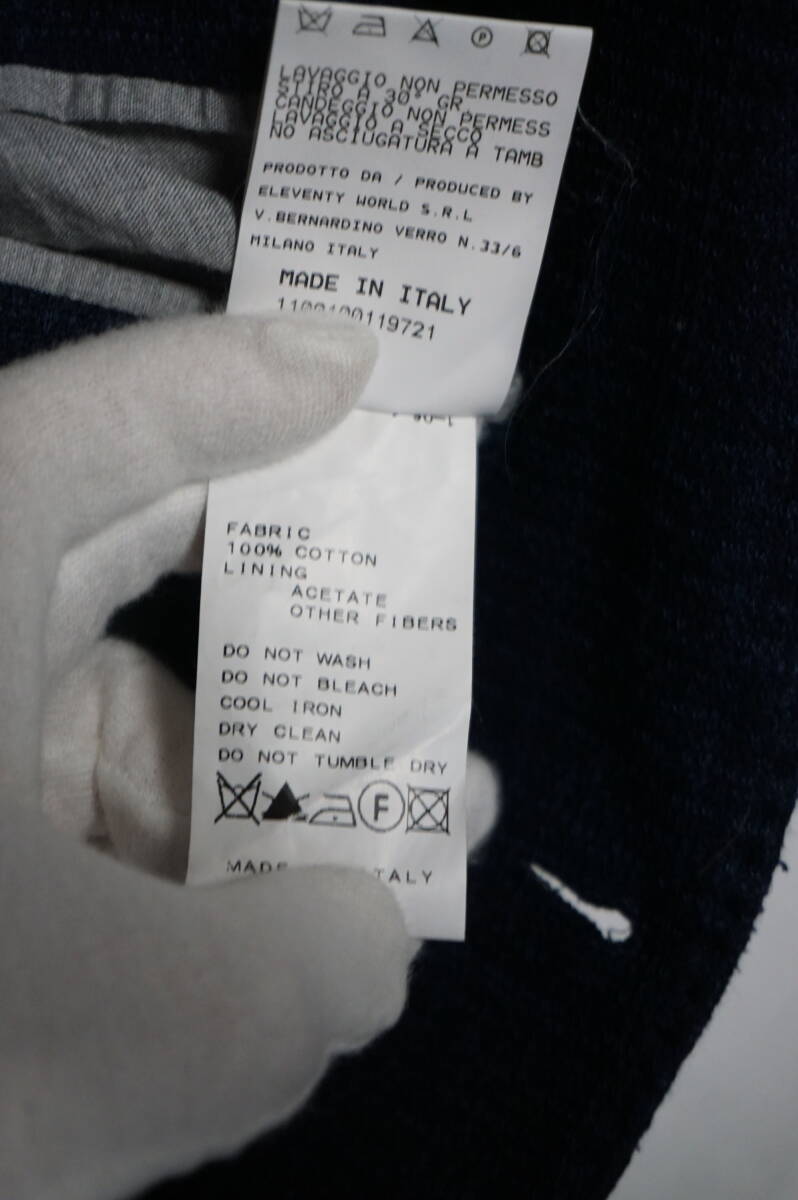 LAVAGGIO NON PERMESSO
STIRO A 30° GR
CANDEGGIO NON PERMESS
LAVAGGIO A SECCO
NO ASCIUGATURA A TAMB
PRODOTTO DA / PRODUCED BY
ELEVENTY WORLD S.R.L
V.BERNARDINO VERRO N.33/6
MILANO ITALY
MADE IN ITALY
FABRIC
100% COTTON
LINING
ACETATE
OTHER FIBERS
DO NOT WASH
DO NOT BLEACH
COOL IRON
DRY CLEAN
DO NOT TUMBLE DRY
F
MADE